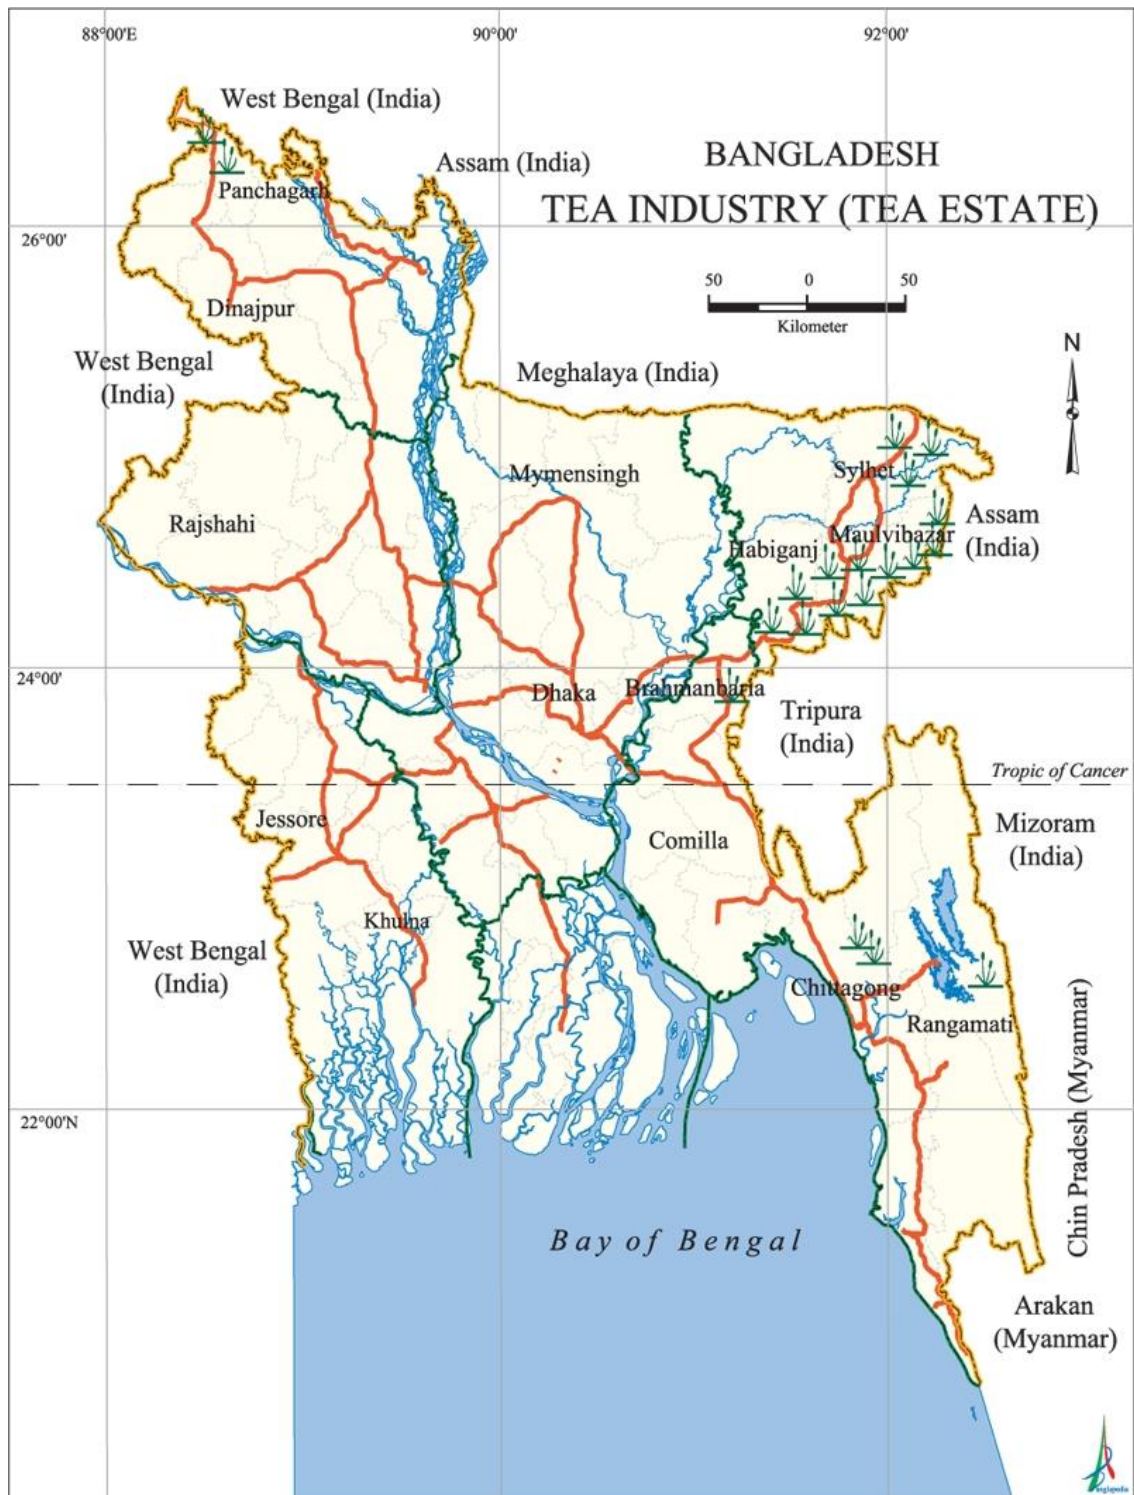 88°00'E
90°00'
92°00'
West Bengal (India)
Assam (India)
BANGLADESH
TEA INDUSTRY (TEA ESTATE)
Panchagarh
26°00'
50
0
50
Kilometer
Dinajpur
N
West Bengal
(India)
Meghalaya (India)
Mymensingh
Sylhet
Rajshahi
Assam
(India)
Habiganj
Maulvibazar
24°00'
Dhaka
Brahmanbaria
Tripura
(India)
Tropic of Cancer
Jessore
Comilla
Mizoram
(India)
Khulna
West Bengal
(India)
Chittagong
Rangamati
Chin Pradesh (Myanmar)
22°00'N
Bay of Bengal
Arakan
(Myanmar)